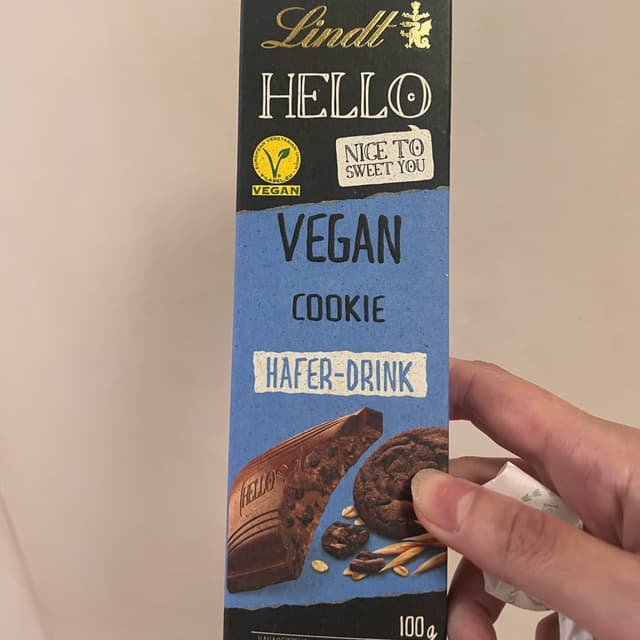 Lindt
HELLO
NICE TO
SWEET YOU
VEGAN
VEGAN
COOKIE
HAFER-DRINK
HELLO
100g